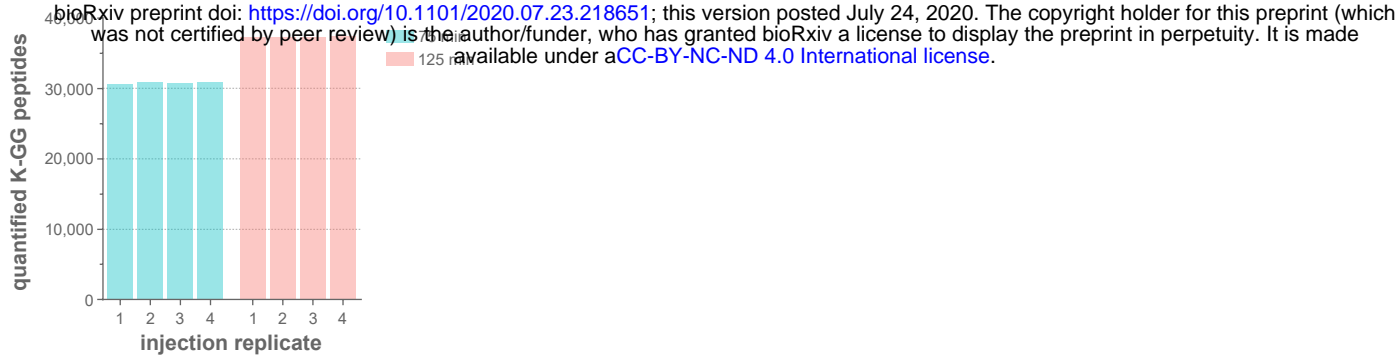 bioRxiv preprint doi: https://doi.org/10.1101/2020.07.23.218651; this version posted July 24, 2020. The copyright holder for this preprint (which
was not certified by peer review) is the author/funder, who has granted bioRxiv a license to display the preprint in perpetuity. It is made
available under aCC-BY-NC-ND 4.0 International license.
40,000
75 min
125 min
30,000
20,000
10,000
0
quantified K-GG peptides
1 2 3 4 1 2 3 4
injection replicate